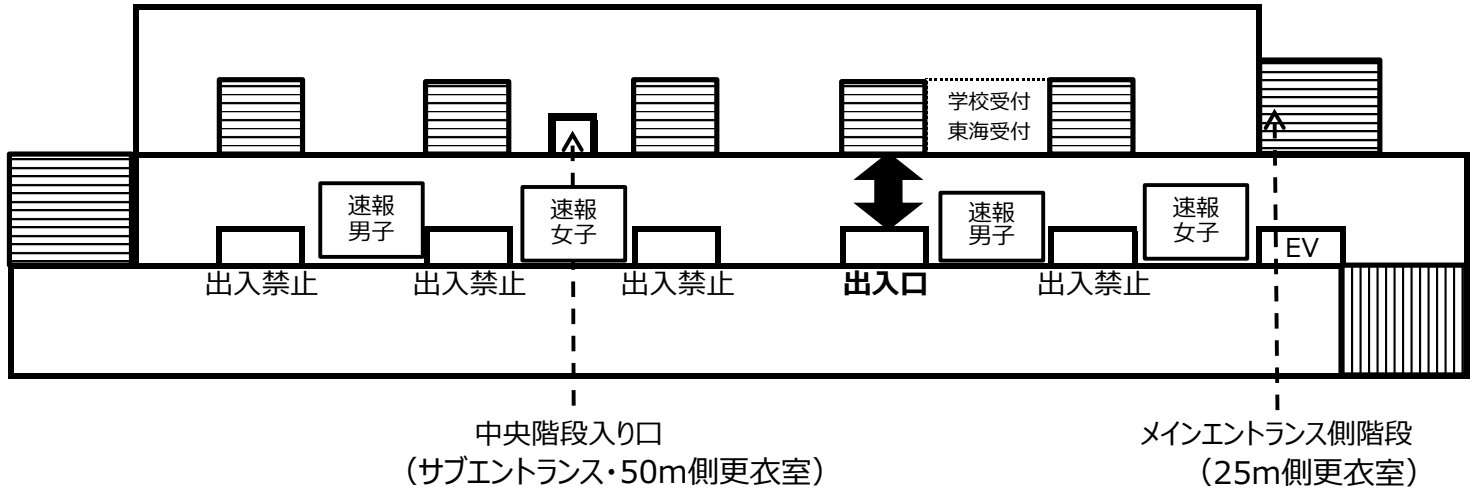 学校受付
東海受付
速報
男子
速報
女子
速報
男子
速報
女子
EV
出入禁止
出入禁止
出入禁止
出入口
出入禁止
中央階段入り口
（サブエントランス・50m側更衣室）
メインエントランス側階段
（25m側更衣室）